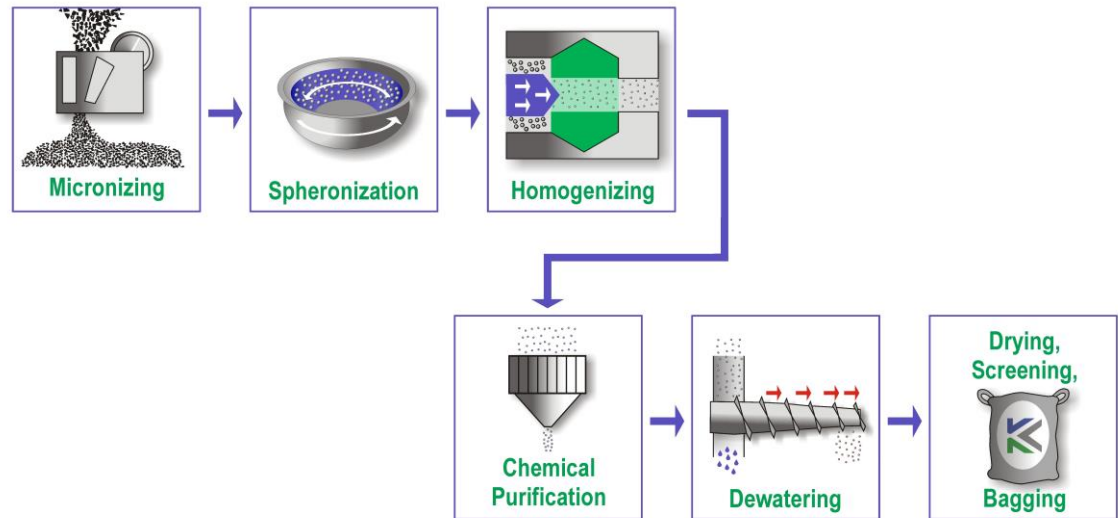 Micronizing
Spheronization
Homogenizing
Chemical
Purification
Dewatering
Drying,
Screening,
Bagging